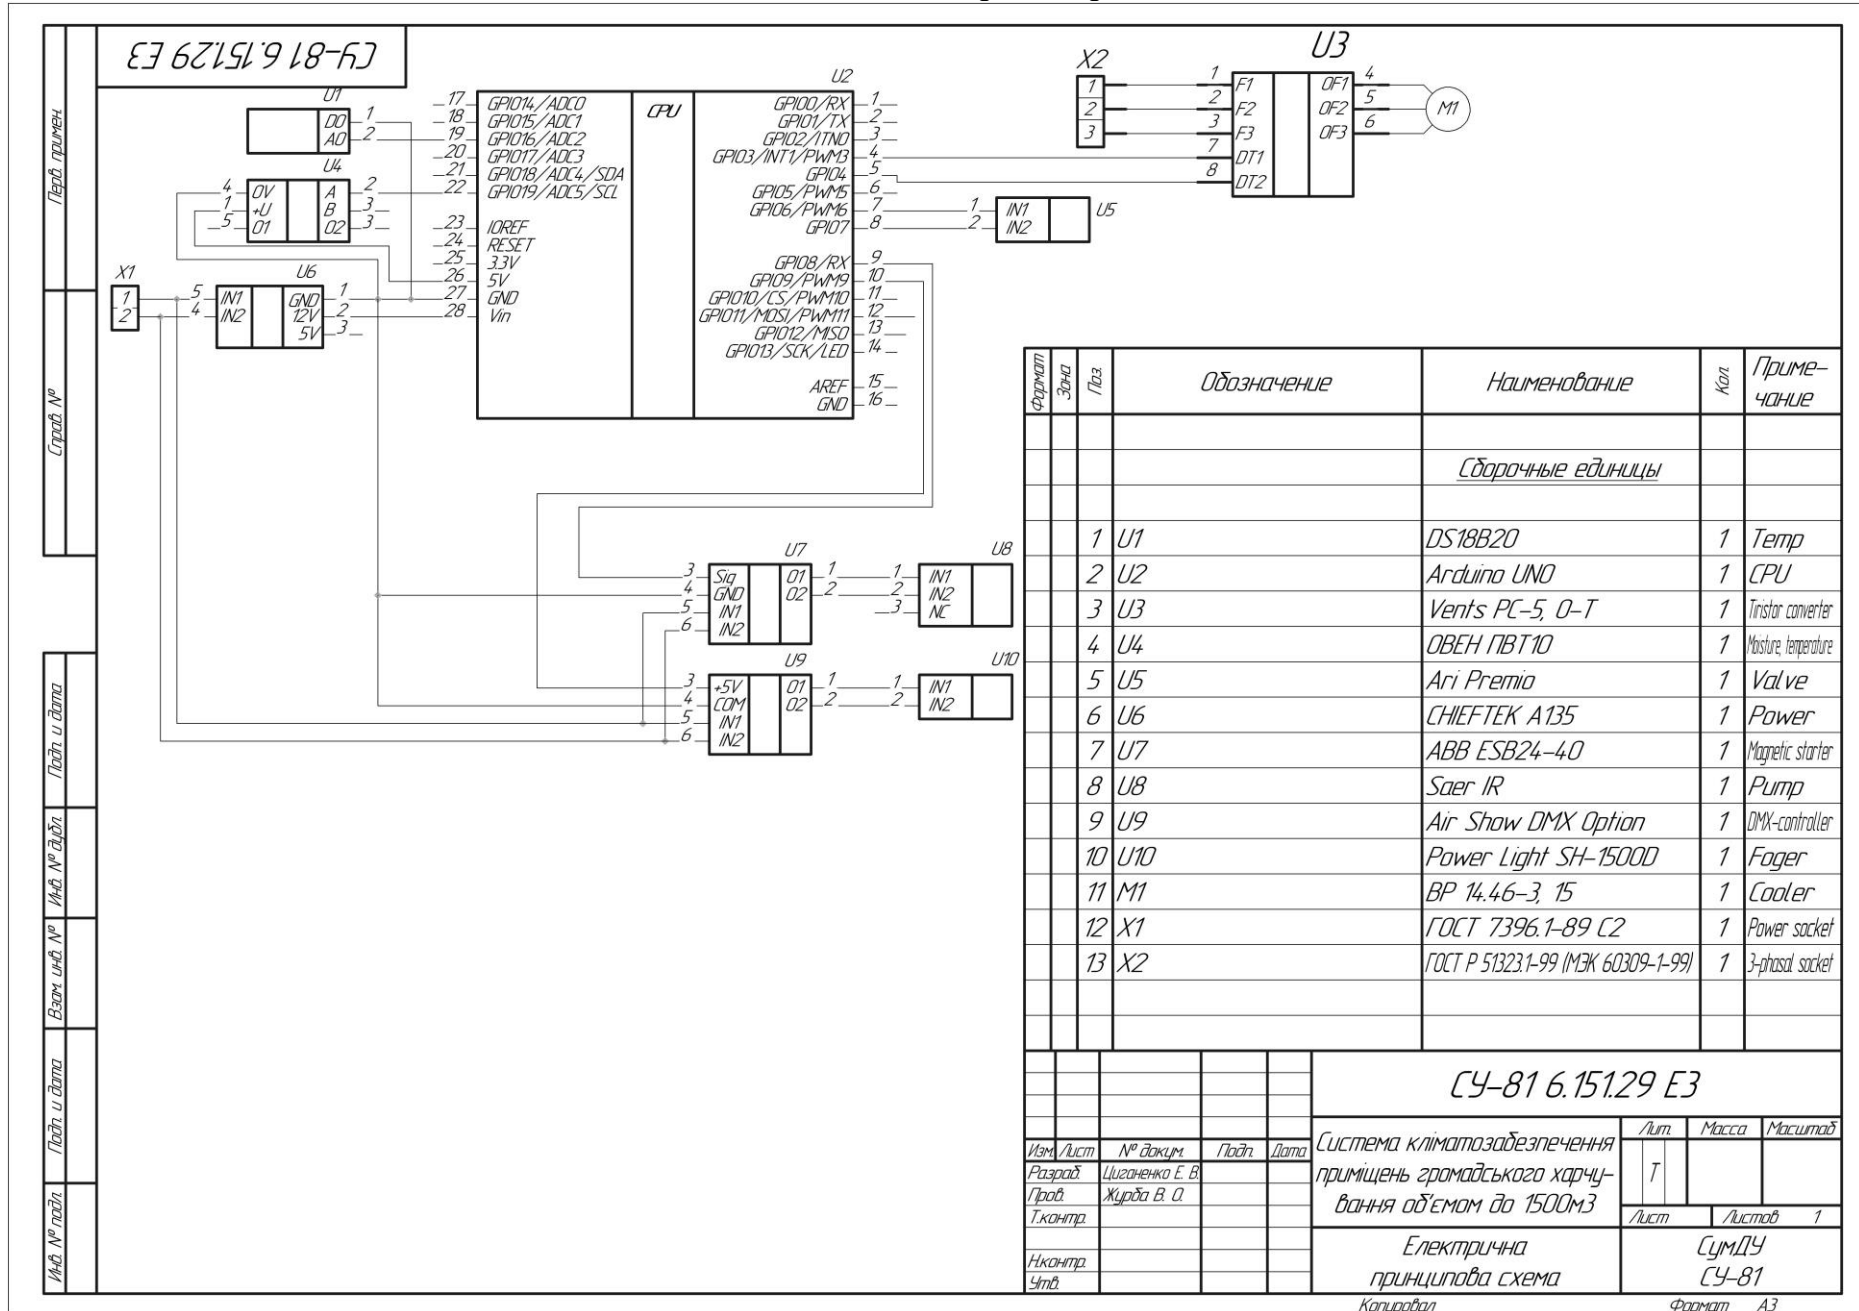 СУ-81 6.151.29 Е3
Перв. примен.
Справ. №
Подп. и дата
Инв. № дубл.
Взам. инв. №
Подп. и дата
Инв. № подл.
U1
D0 1
A0 2
U4
4 0V A 2
1 +U B 3
5 01 02 3
X1
1
2
U6
5 IN1 GND 1
4 IN2 12V 2
5V 3
U2
CPU
17 GPIO14/ADC0
18 GPIO15/ADC1
19 GPIO16/ADC2
20 GPIO17/ADC3
21 GPIO18/ADC4/SDA
22 GPIO19/ADC5/SCL
23 IOREF
24 RESET
25 3.3V
26 5V
27 GND
28 Vin
GPIO0/RX 1
GPIO1/TX 2
GPIO2/ITN0 3
GPIO3/INT1/PWM3 4
GPIO4 5
GPIO5/PWM5 6
GPIO6/PWM6 7
GPIO7 8
GPIO8/RX 9
GPIO9/PWM9 10
GPIO10/CS/PWM10 11
GPIO11/MOSI/PWM11 12
GPIO12/MISO 13
GPIO13/SCK/LED 14
AREF 15
GND 16
X2
1
2
3
U3
1 F1 OF1 4
2 F2 OF2 5
3 F3 OF3 6
7 DT1
8 DT2
M1
U5
1 IN1
2 IN2
U7
3 Sig 01 1
4 GND 02 2
5 IN1
6 IN2
U8
1 IN1
2 IN2
3 NC
U9
3 +5V 01 1
4 COM 02 2
5 IN1
6 IN2
U10
1 IN1
2 IN2
Формат Зона Поз. Обозначение Наименование Кол. Приме-
чание
Сборочные единицы
1 U1 DS18B20 1 Temp
2 U2 Arduino UNO 1 CPU
3 U3 Vents РС-5, 0-Т 1 Tiristor converter
4 U4 ОВЕН ПВТ10 1 Moisture, temperature
5 U5 Ari Premio 1 Valve
6 U6 CHIEFTEK A135 1 Power
7 U7 ABB ESB24-40 1 Magnetic starter
8 U8 Saer IR 1 Pump
9 U9 Air Show DMX Option 1 DMX-controller
10 U10 Power Light SH-1500D 1 Foger
11 M1 ВР 14.46-3, 15 1 Cooler
12 X1 ГОСТ 7396.1-89 С2 1 Power socket
13 X2 ГОСТ Р 51323.1-99 (МЭК 60309-1-99) 1 3-phasal socket
СУ-81 6.151.29 Е3
Изм. Лист № докум. Подп. Дата
Разраб. Циганенко Е. В.
Пров. Журба В. О.
Т.контр.
Н.контр.
Утв.
Система кліматозабезпечення
приміщень громадського харчу-
вання об'ємом до 1500м3
Лит. Масса Масштаб
Т
Лист Листов 1
Електрична
принципова схема
СумДУ
СУ-81
Копировал Формат А3